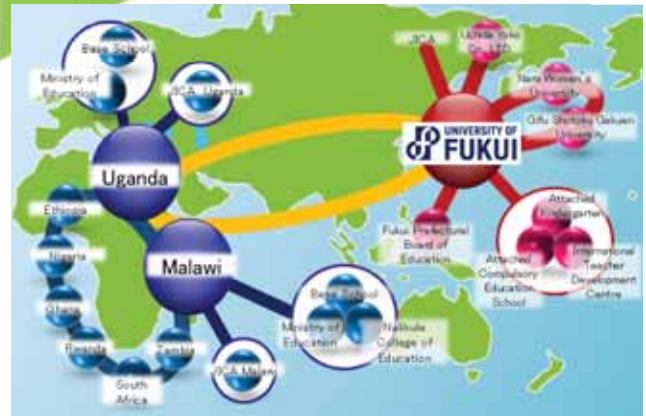 Base School
Ministry of
Education
JICA Uganda
Uganda
Ethiopia
Nigeria
Ghana
Rwanda
South
Africa
Zambia
Malawi
JICA Malawi
Base School
Ministry of
Education
Nalikule
College of
Education
JICA
Uchida Yoko
Co., LTD.
Nara Women's
University
Gifu Shotoku Gakuen
University
UNIVERSITY OF
FUKUI
Fukui Prefectural
Board of
Education
Attached
Kindergarten
Attached
Compulsory
Education
School
International
Teacher
Development
Centre